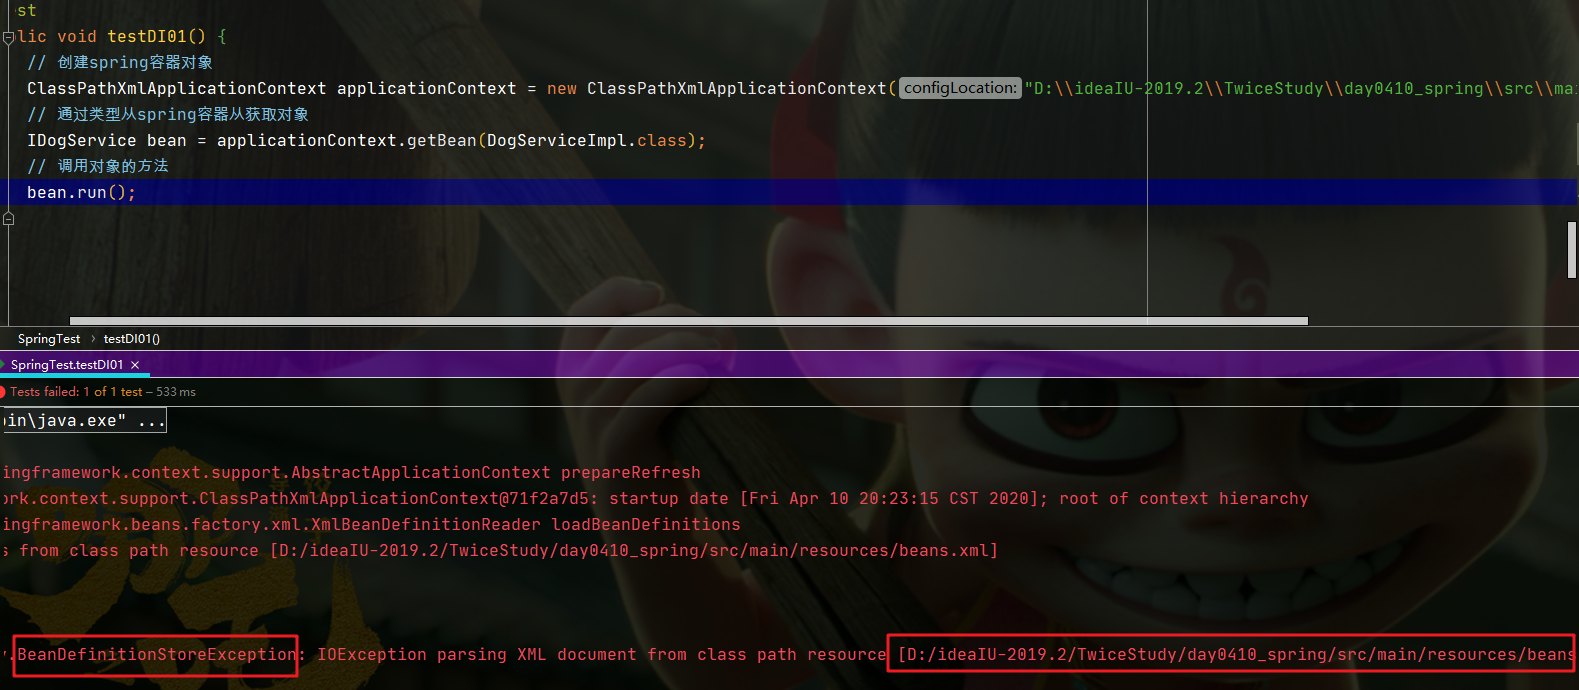 st
lic void testDI01() {
// 创建spring容器对象
ClassPathXmlApplicationContext applicationContext = new ClassPathXmlApplicationContext( configLocation: "D:\\ideaIU-2019.2\\TwiceStudy\\day0410_spring\\src\\mai
// 通过类型从spring容器从获取对象
IDogService bean = applicationContext.getBean(DogServiceImpl.class);
// 调用对象的方法
bean.run();
SpringTest › testDI01()
SpringTest.testDI01 ×
Tests failed: 1 of 1 test – 533 ms
in\java.exe" ...
ingframework.context.support.AbstractApplicationContext prepareRefresh
ork.context.support.ClassPathXmlApplicationContext@71f2a7d5: startup date [Fri Apr 10 20:23:15 CST 2020]; root of context hierarchy
ingframework.beans.factory.xml.XmlBeanDefinitionReader loadBeanDefinitions
s from class path resource [D:/ideaIU-2019.2/TwiceStudy/day0410_spring/src/main/resources/beans.xml]
.BeanDefinitionStoreException: IOException parsing XML document from class path resource [D:/ideaIU-2019.2/TwiceStudy/day0410_spring/src/main/resources/beans